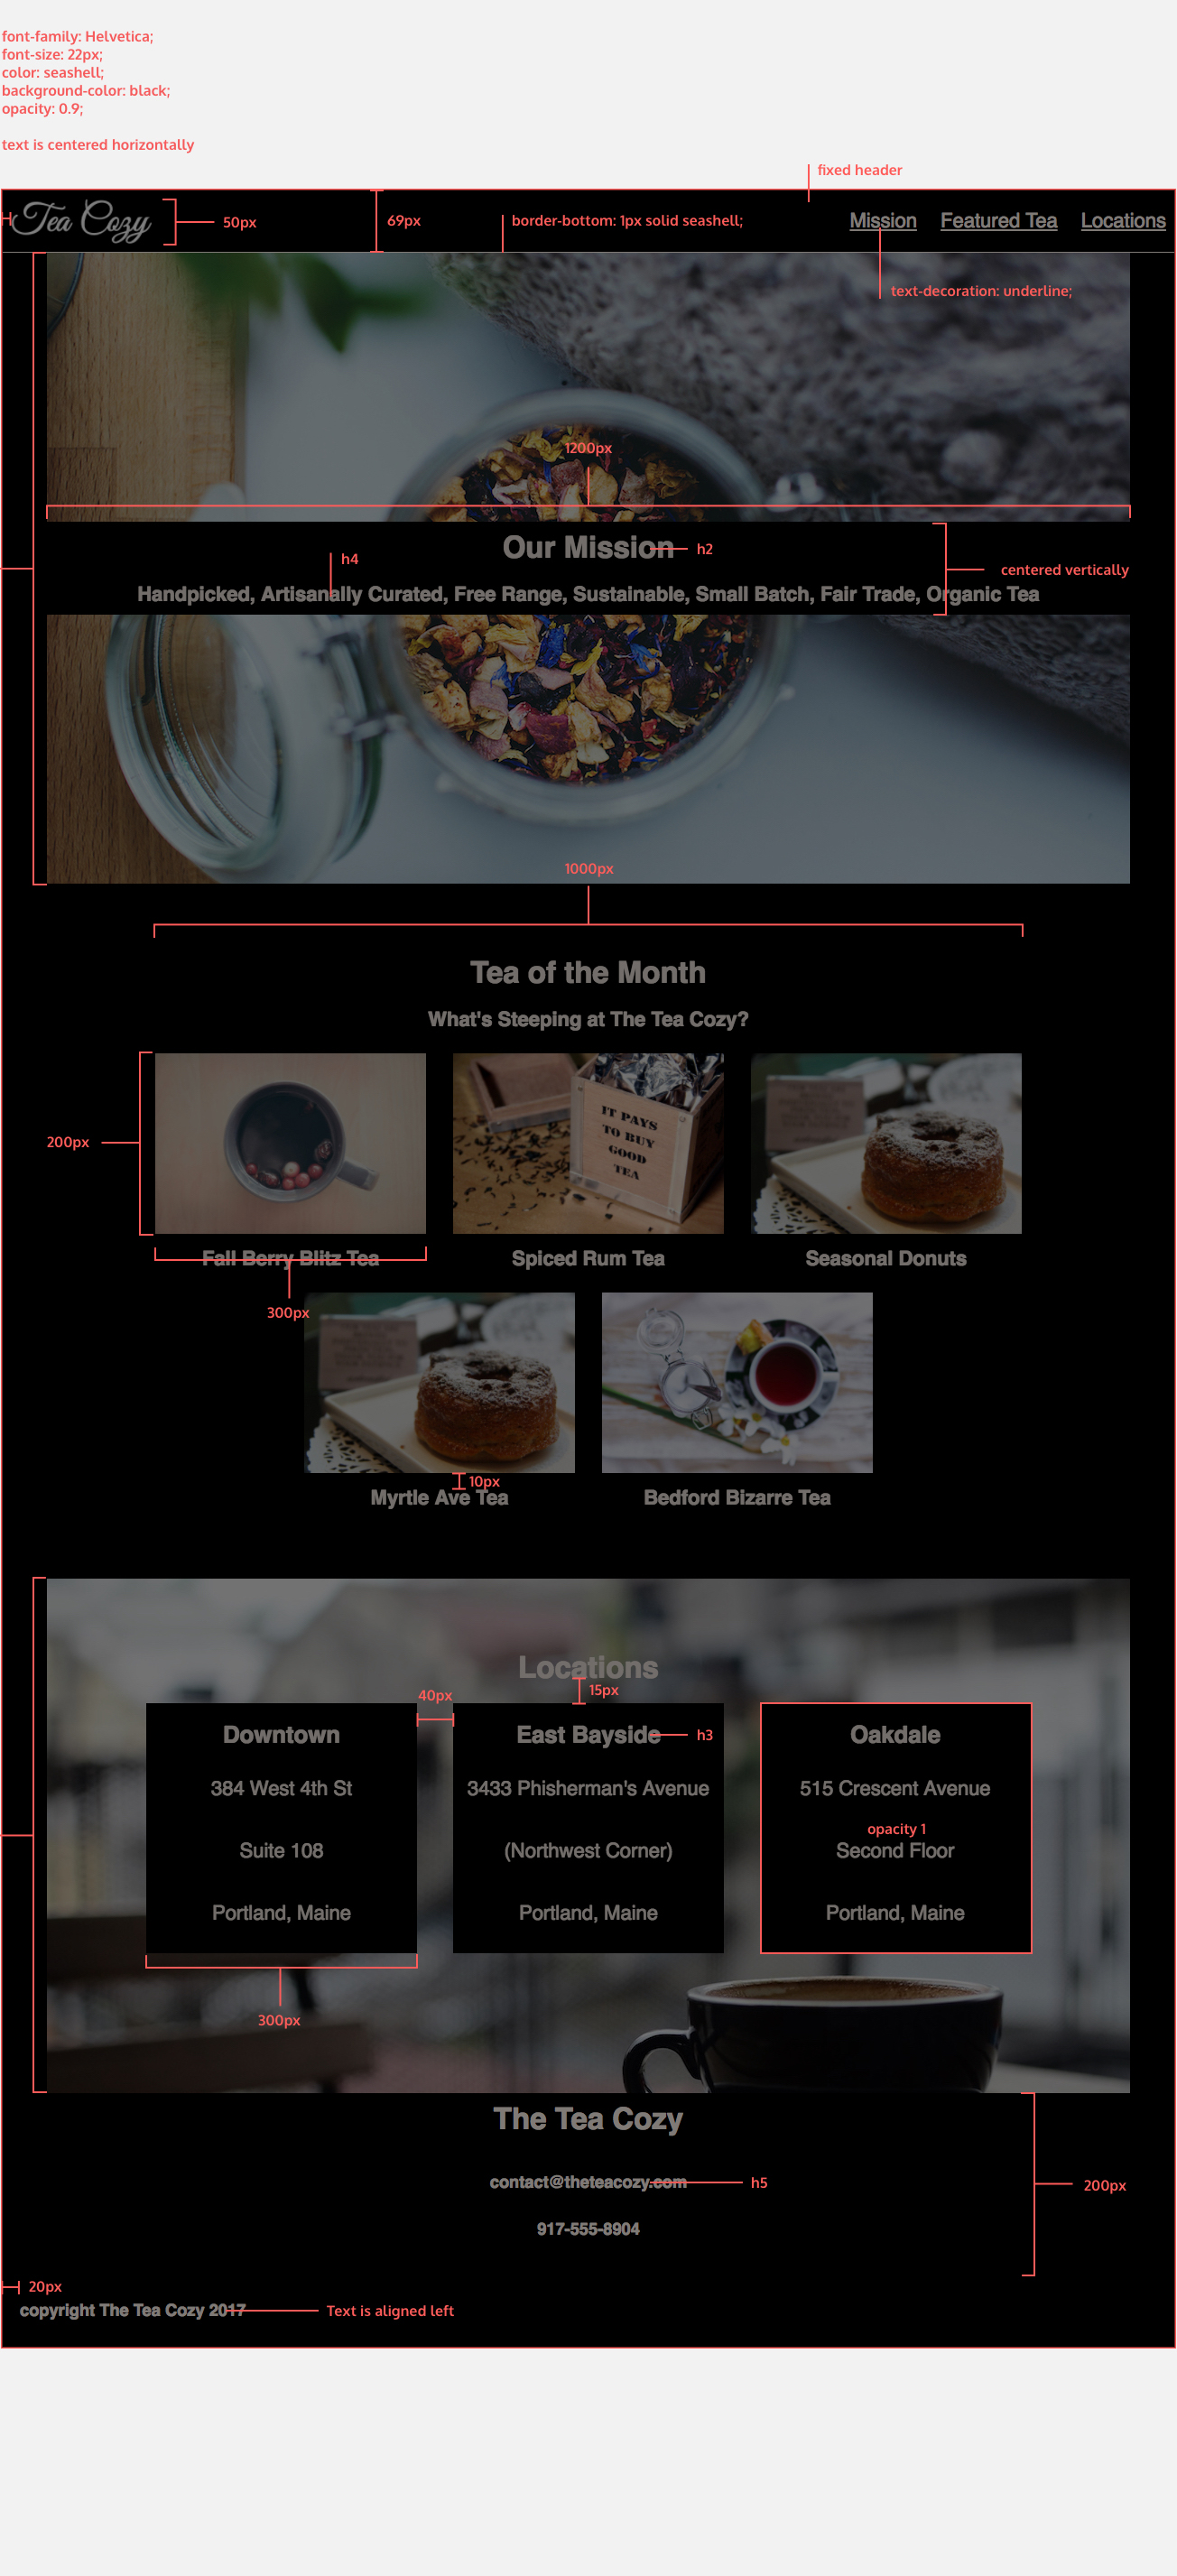 font-family: Helvetica;
font-size: 22px;
color: seashell;
background-color: black;
opacity: 0.9;
text is centered horizontally
fixed header
Tea Cozy
50px
69px
border-bottom: 1px solid seashell;
Mission Featured Tea Locations
text-decoration: underline;
1200px
Our Mission
h2
h4
centered vertically
Handpicked, Artisanally Curated, Free Range, Sustainable, Small Batch, Fair Trade, Organic Tea
1000px
Tea of the Month
What's Steeping at The Tea Cozy?
IT PAYS
TO BUY
GOOD
TEA
200px
Fall Berry Blitz Tea
Spiced Rum Tea
Seasonal Donuts
300px
10px
Myrtle Ave Tea
Bedford Bizarre Tea
Locations
15px
40px
Downtown
East Bayside
h3
Oakdale
384 West 4th St
3433 Phisherman's Avenue
515 Crescent Avenue
opacity 1
Suite 108
(Northwest Corner)
Second Floor
Portland, Maine
Portland, Maine
Portland, Maine
300px
The Tea Cozy
contact@theteacozy.com
h5
200px
917-555-8904
20px
copyright The Tea Cozy 2017
Text is aligned left